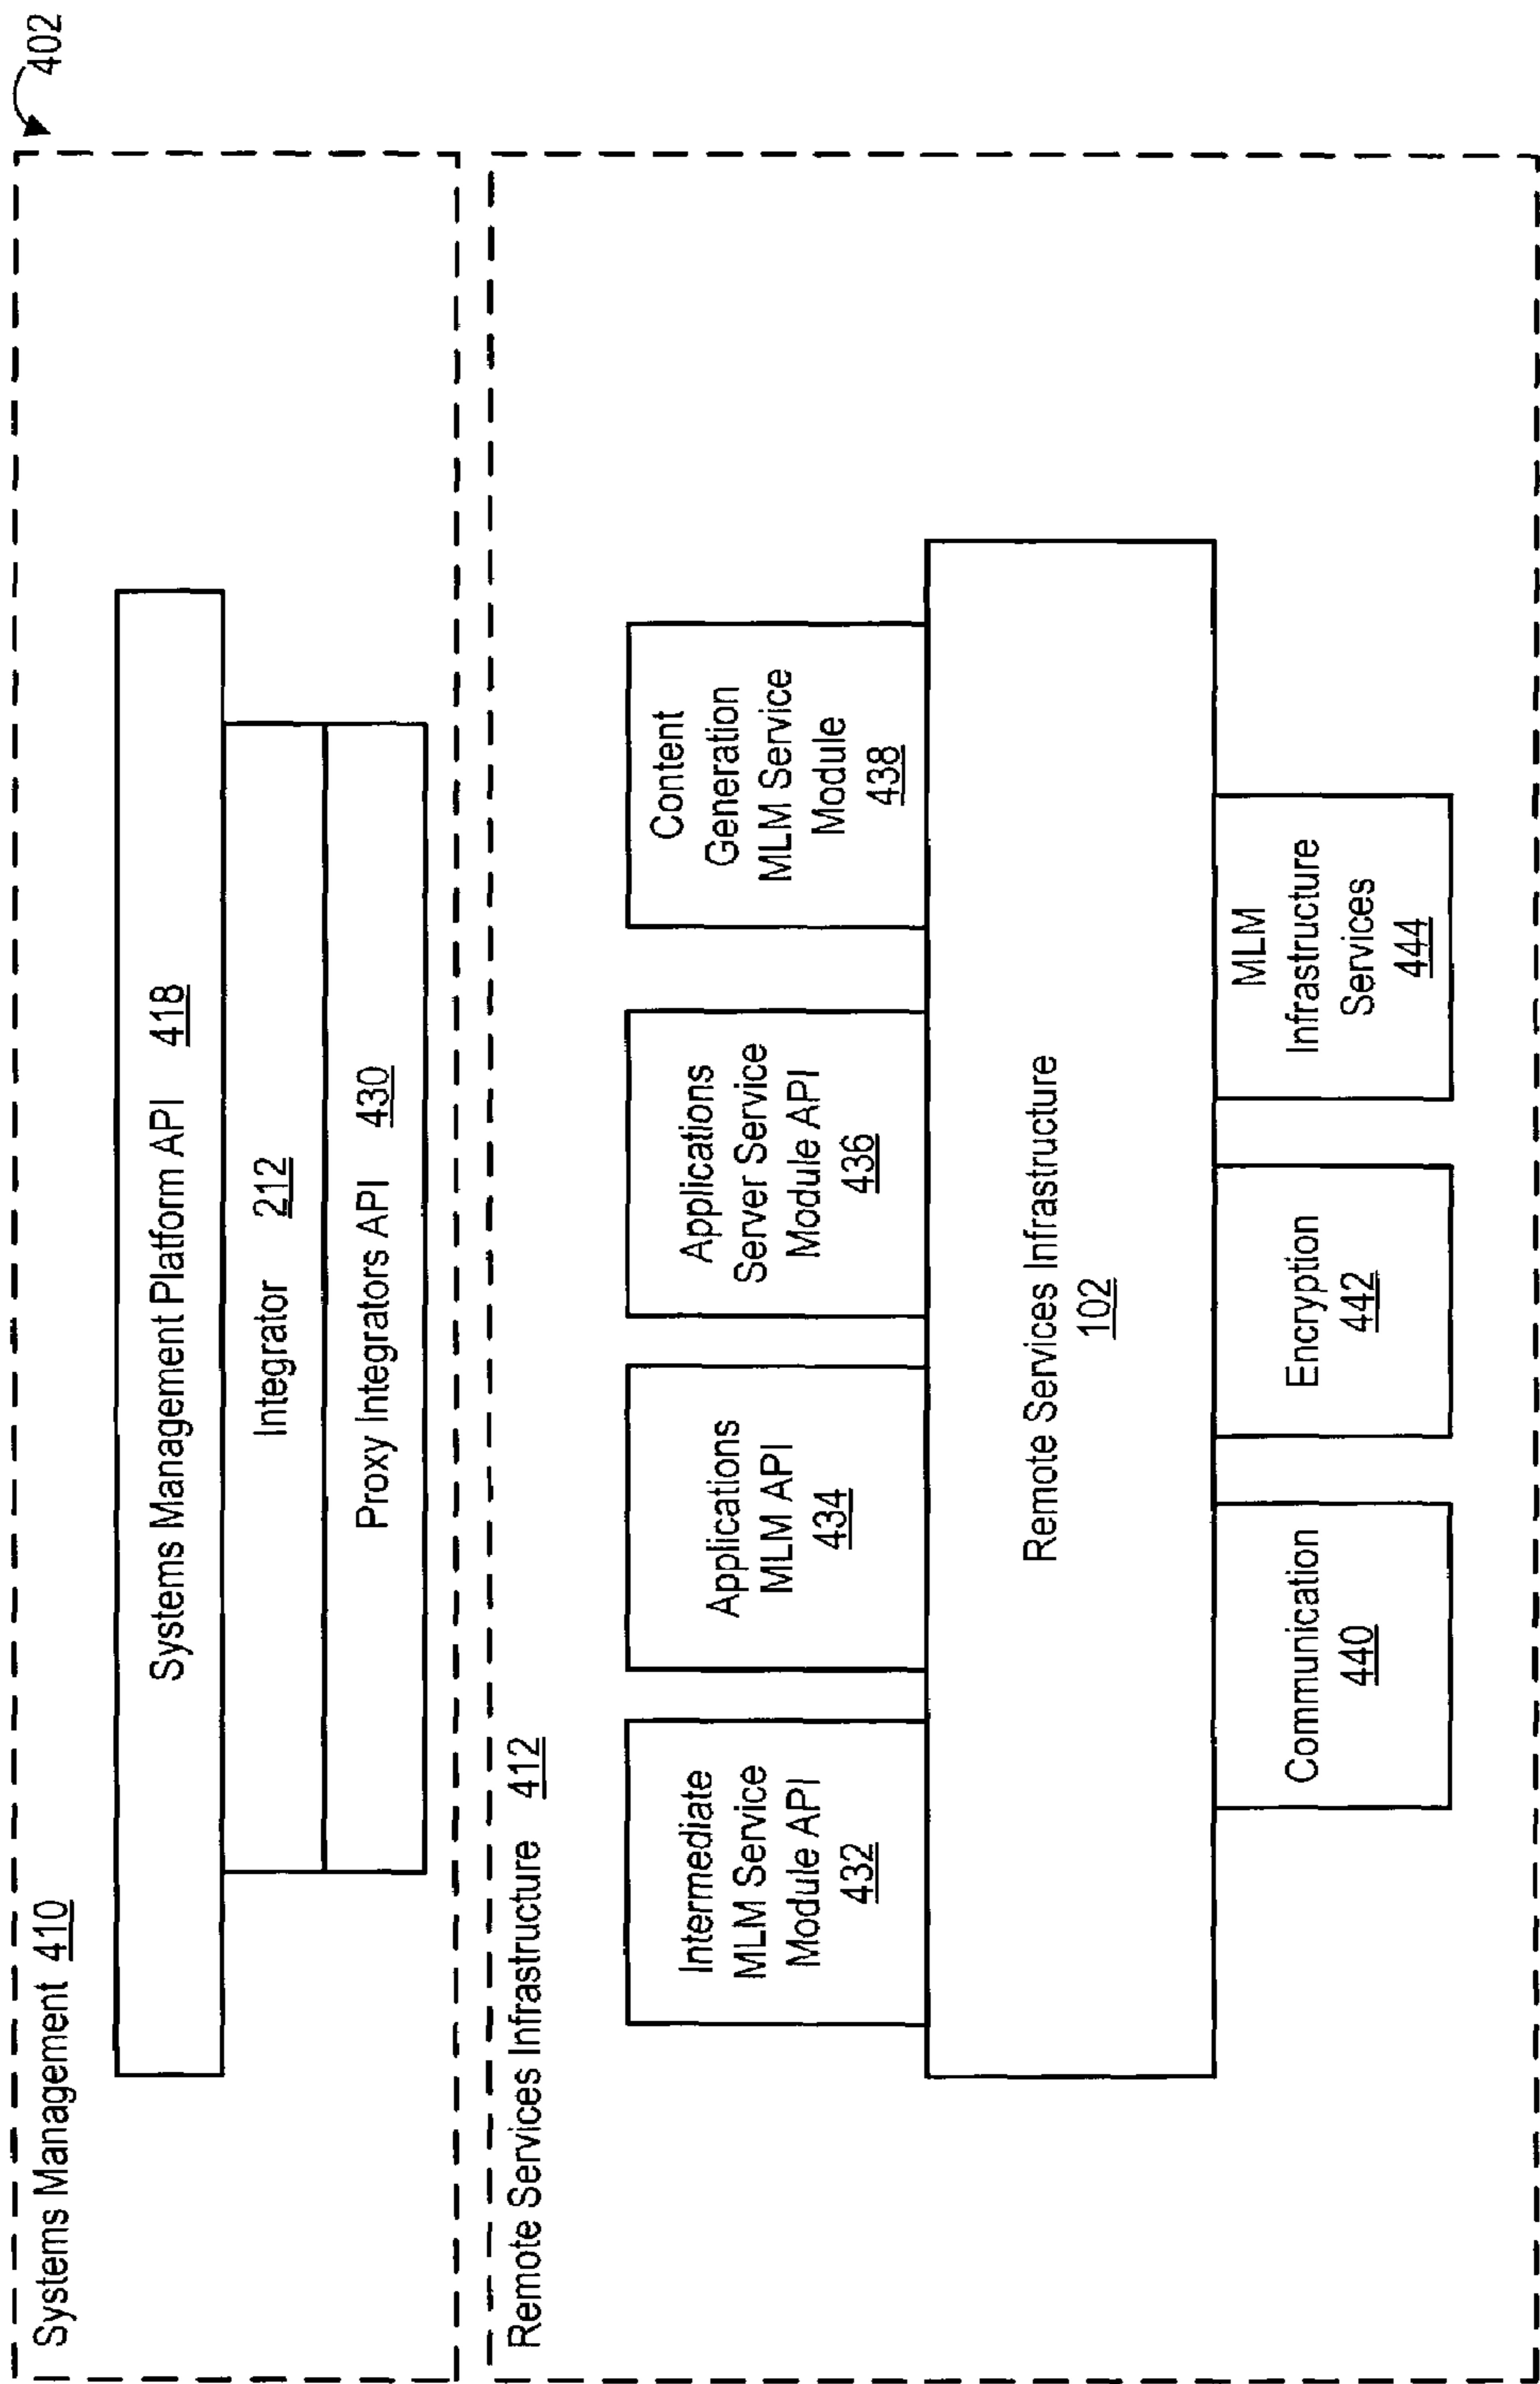 402
Systems Management 410
Systems Management Platform API 418
Integrator 212
Proxy Integrators API 430
Remote Services Infrastructure 412
Intermediate
MLM Service
Module API
432
Applications
MLM API
434
Applications
Server Service
Module API
436
Content
Generation
MLM Service
Module
438
Remote Services Infrastructure
102
Communication
440
Encryption
442
MLM
Infrastructure
Services
444